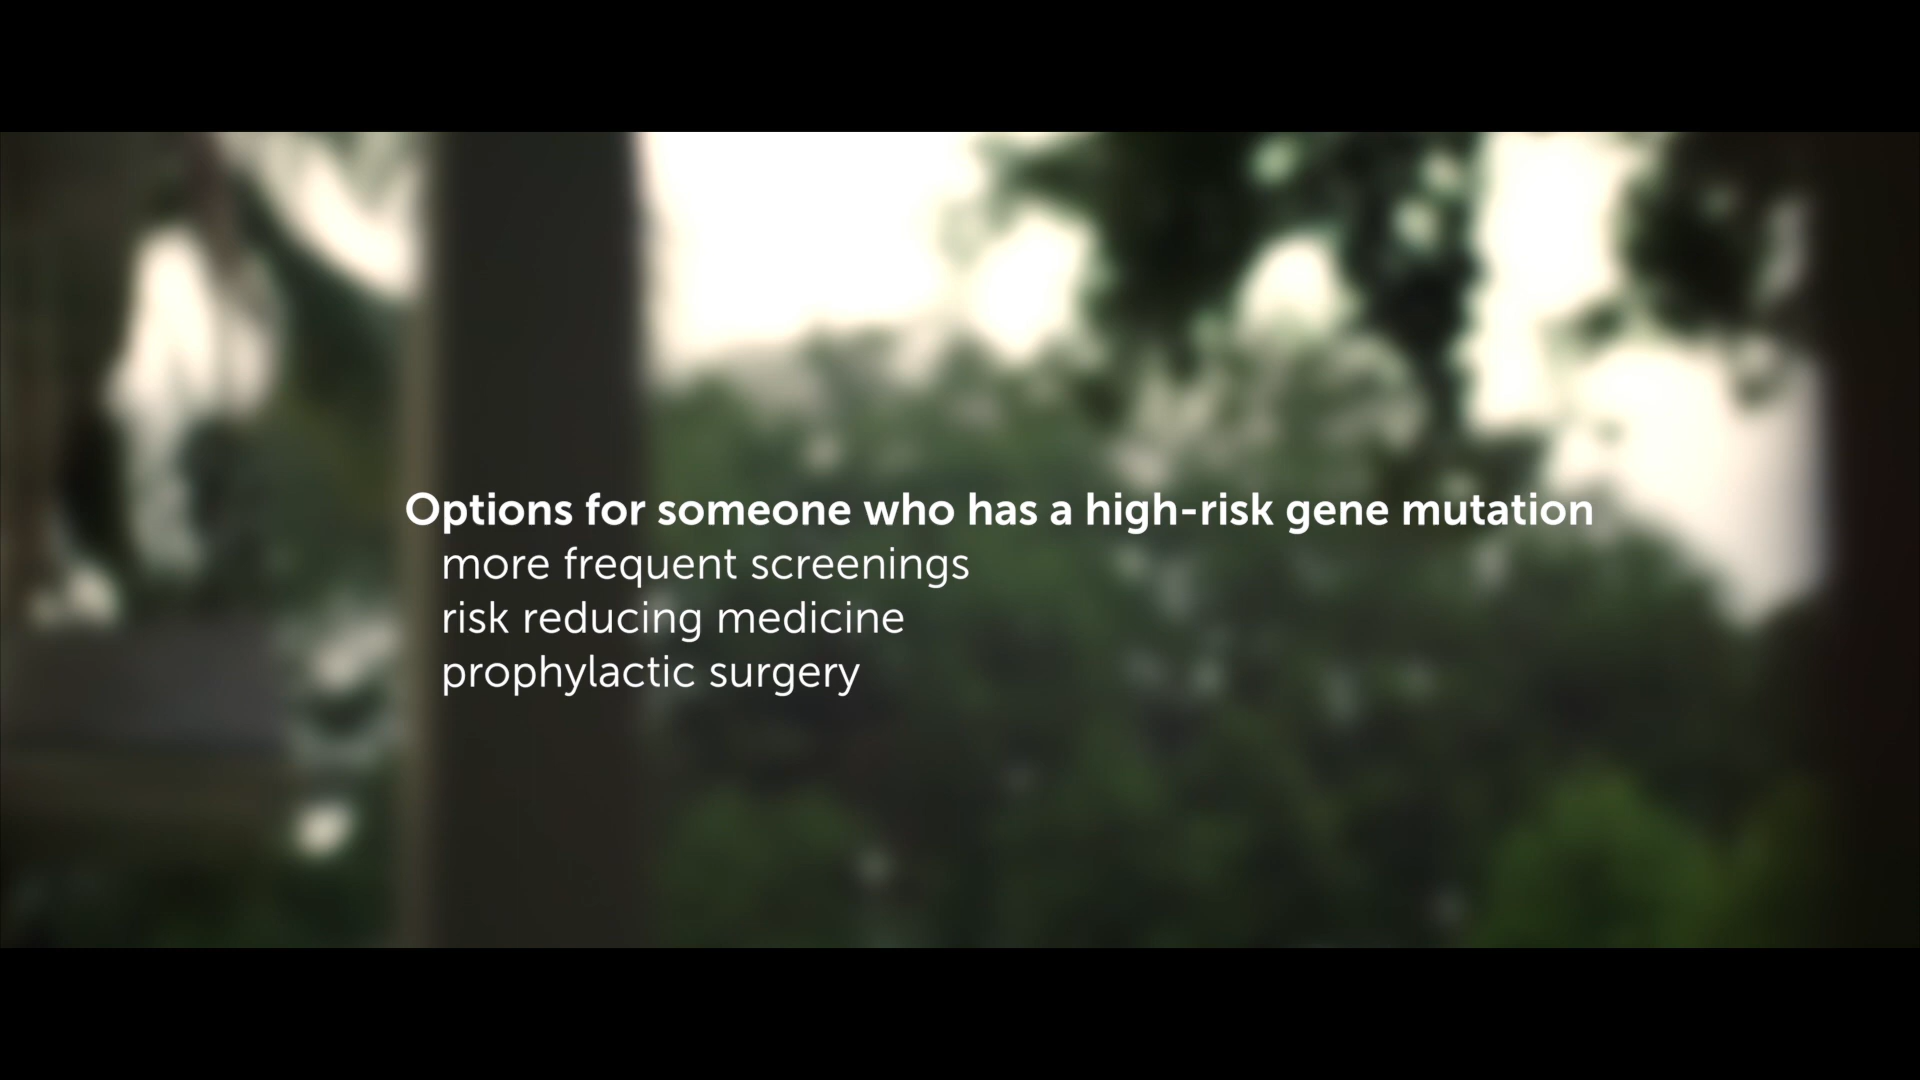 Options for someone who has a high-risk gene mutation
more frequent screenings
risk reducing medicine
prophylactic surgery